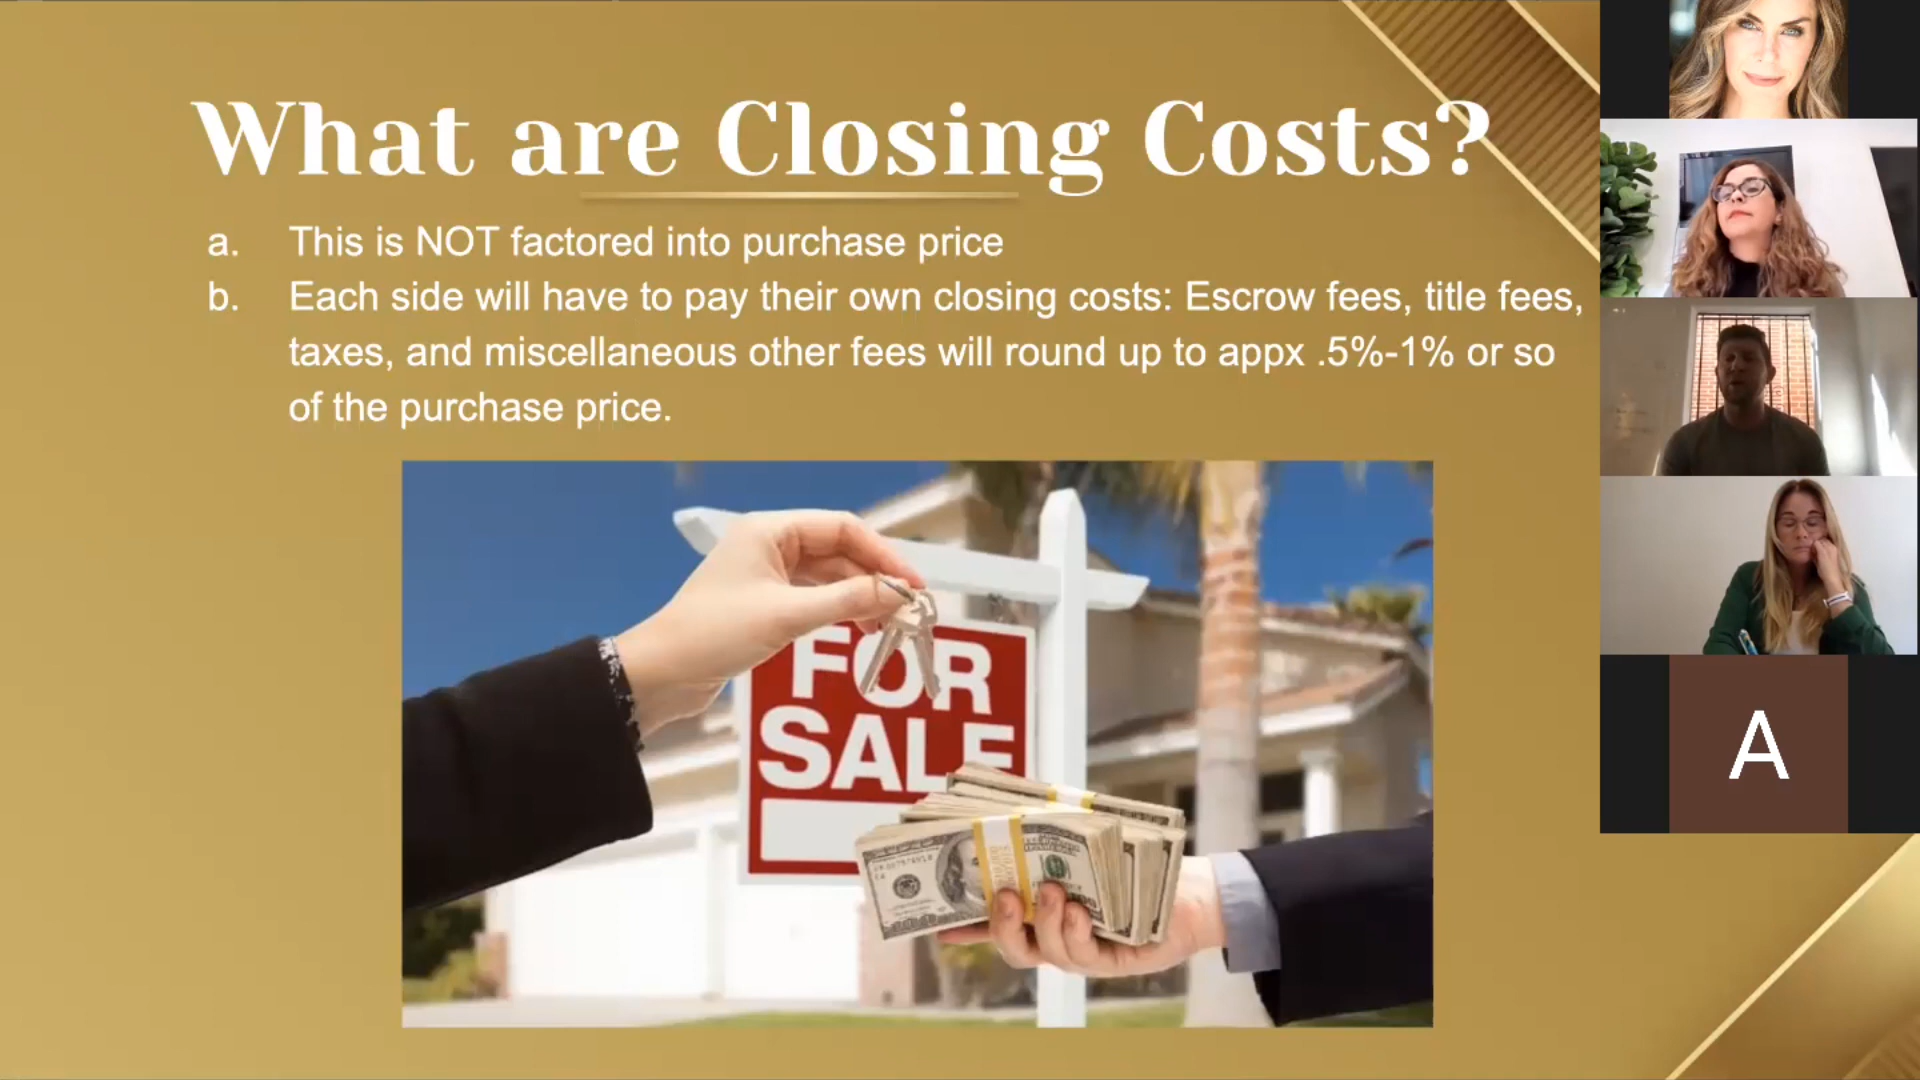 What are Closing Costs?
a. This is NOT factored into purchase price
b. Each side will have to pay their own closing costs: Escrow fees, title fees,
taxes, and miscellaneous other fees will round up to appx .5%-1% or so
of the purchase price.
FOR
SALE
A